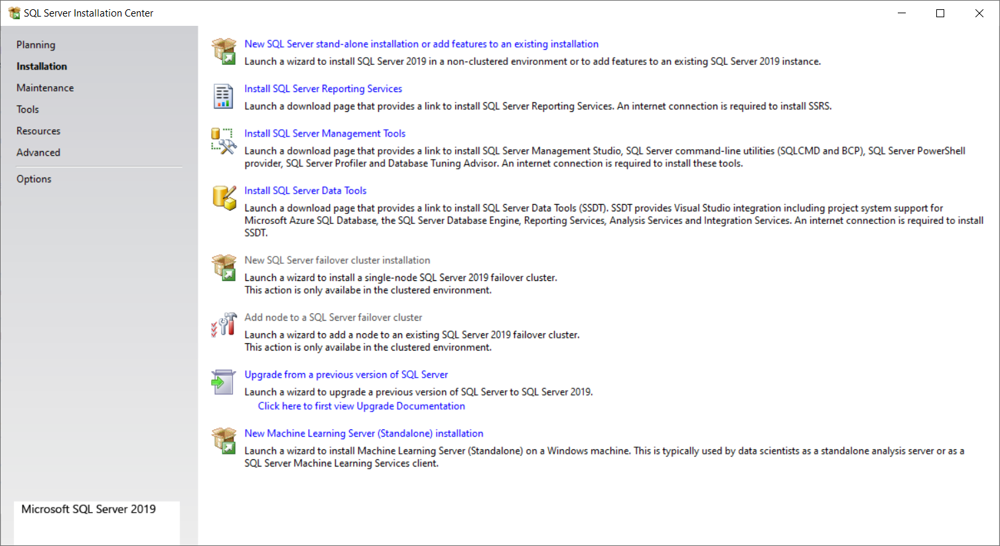 SQL Server Installation Center
Planning
Installation
Maintenance
Tools
Resources
Advanced
Options
Microsoft SQL Server 2019
New SQL Server stand-alone installation or add features to an existing installation
Launch a wizard to install SQL Server 2019 in a non-clustered environment or to add features to an existing SQL Server 2019 instance.
Install SQL Server Reporting Services
Launch a download page that provides a link to install SQL Server Reporting Services. An internet connection is required to install SSRS.
Install SQL Server Management Tools
Launch a download page that provides a link to install SQL Server Management Studio, SQL Server command-line utilities (SQLCMD and BCP), SQL Server PowerShell
provider, SQL Server Profiler and Database Tuning Advisor. An internet connection is required to install these tools.
Install SQL Server Data Tools
Launch a download page that provides a link to install SQL Server Data Tools (SSDT). SSDT provides Visual Studio integration including project system support for
Microsoft Azure SQL Database, the SQL Server Database Engine, Reporting Services, Analysis Services and Integration Services. An internet connection is required to install
SSDT.
New SQL Server failover cluster installation
Launch a wizard to install a single-node SQL Server 2019 failover cluster.
This action is only availabe in the clustered environment.
Add node to a SQL Server failover cluster
Launch a wizard to add a node to an existing SQL Server 2019 failover cluster.
This action is only availabe in the clustered environment.
Upgrade from a previous version of SQL Server
Launch a wizard to upgrade a previous version of SQL Server to SQL Server 2019.
Click here to first view Upgrade Documentation
New Machine Learning Server (Standalone) installation
Launch a wizard to install Machine Learning Server (Standalone) on a Windows machine. This is typically used by data scientists as a standalone analysis server or as a
SQL Server Machine Learning Services client.